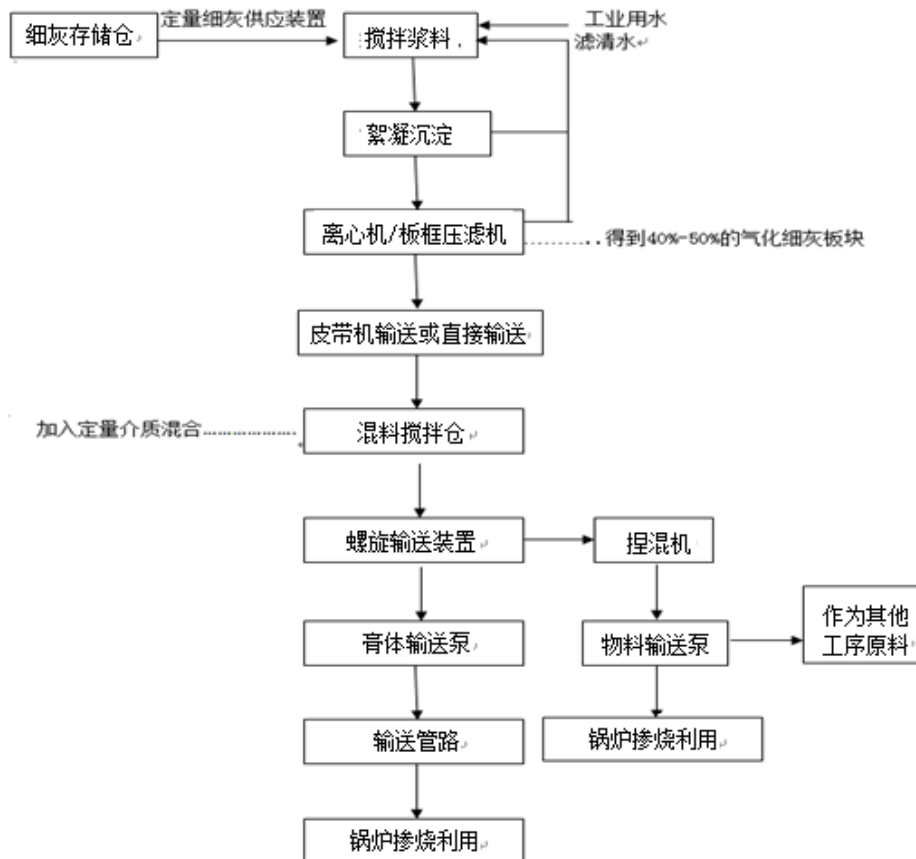 细灰存储仓
定量细灰供应装置
搅拌浆料
工业用水
滤清水
絮凝沉淀
离心机/板框压滤机
得到40%-50%的气化细灰板块
皮带机输送或直接输送
加入定量介质混合
混料搅拌仓
螺旋输送装置
捏混机
膏体输送泵
物料输送泵
作为其他
工序原料
输送管路
锅炉掺烧利用
锅炉掺烧利用